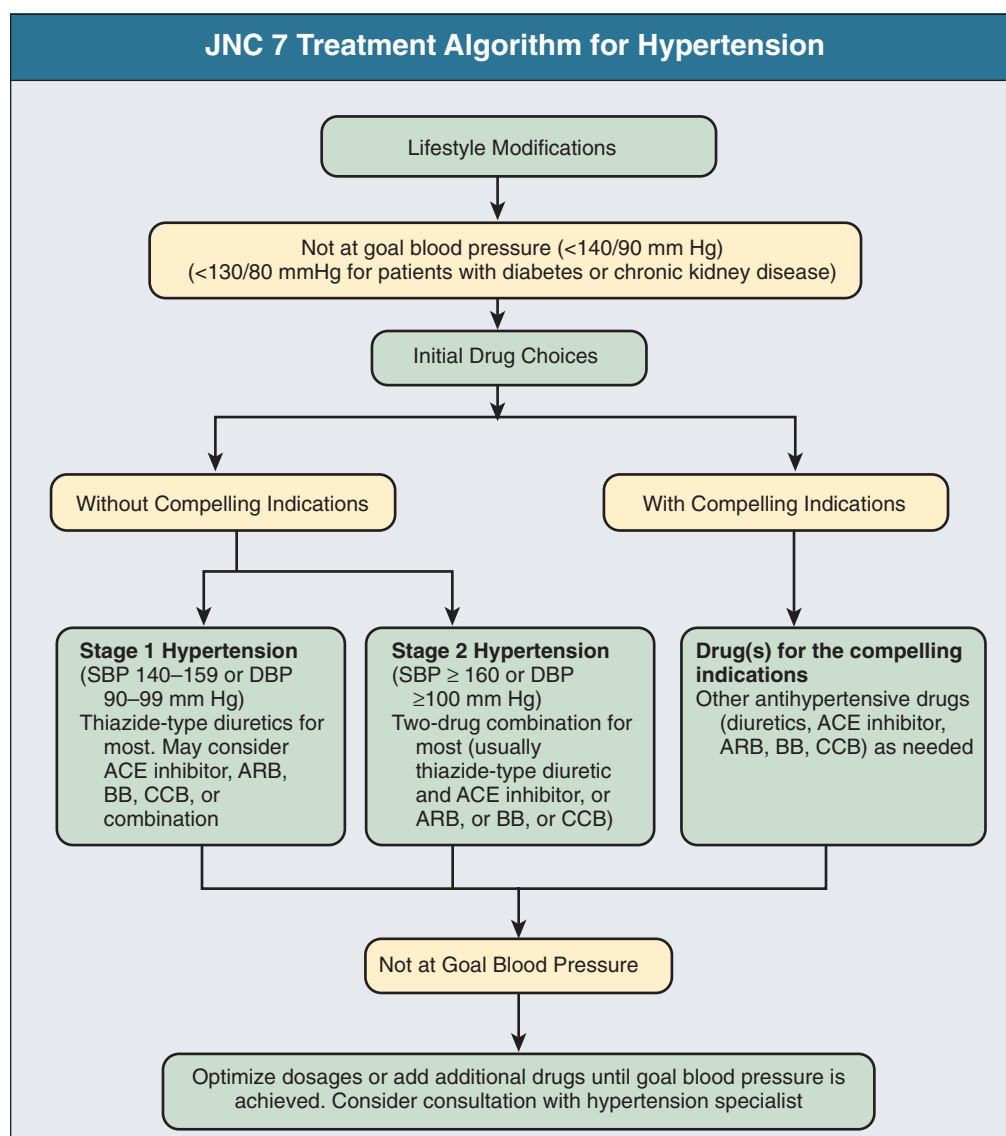 JNC 7 Treatment Algorithm for Hypertension
Lifestyle Modifications
Not at goal blood pressure (<140/90 mm Hg)
(<130/80 mmHg for patients with diabetes or chronic kidney disease)
Initial Drug Choices
Without Compelling Indications
With Compelling Indications
Stage 1 Hypertension
(SBP 140–159 or DBP
90–99 mm Hg)
Thiazide-type diuretics for
most. May consider
ACE inhibitor, ARB,
BB, CCB, or
combination
Stage 2 Hypertension
(SBP ≥ 160 or DBP
≥100 mm Hg)
Two-drug combination for
most (usually
thiazide-type diuretic
and ACE inhibitor, or
ARB, or BB, or CCB)
Drug(s) for the compelling
indications
Other antihypertensive drugs
(diuretics, ACE inhibitor,
ARB, BB, CCB) as needed
Not at Goal Blood Pressure
Optimize dosages or add additional drugs until goal blood pressure is
achieved. Consider consultation with hypertension specialist